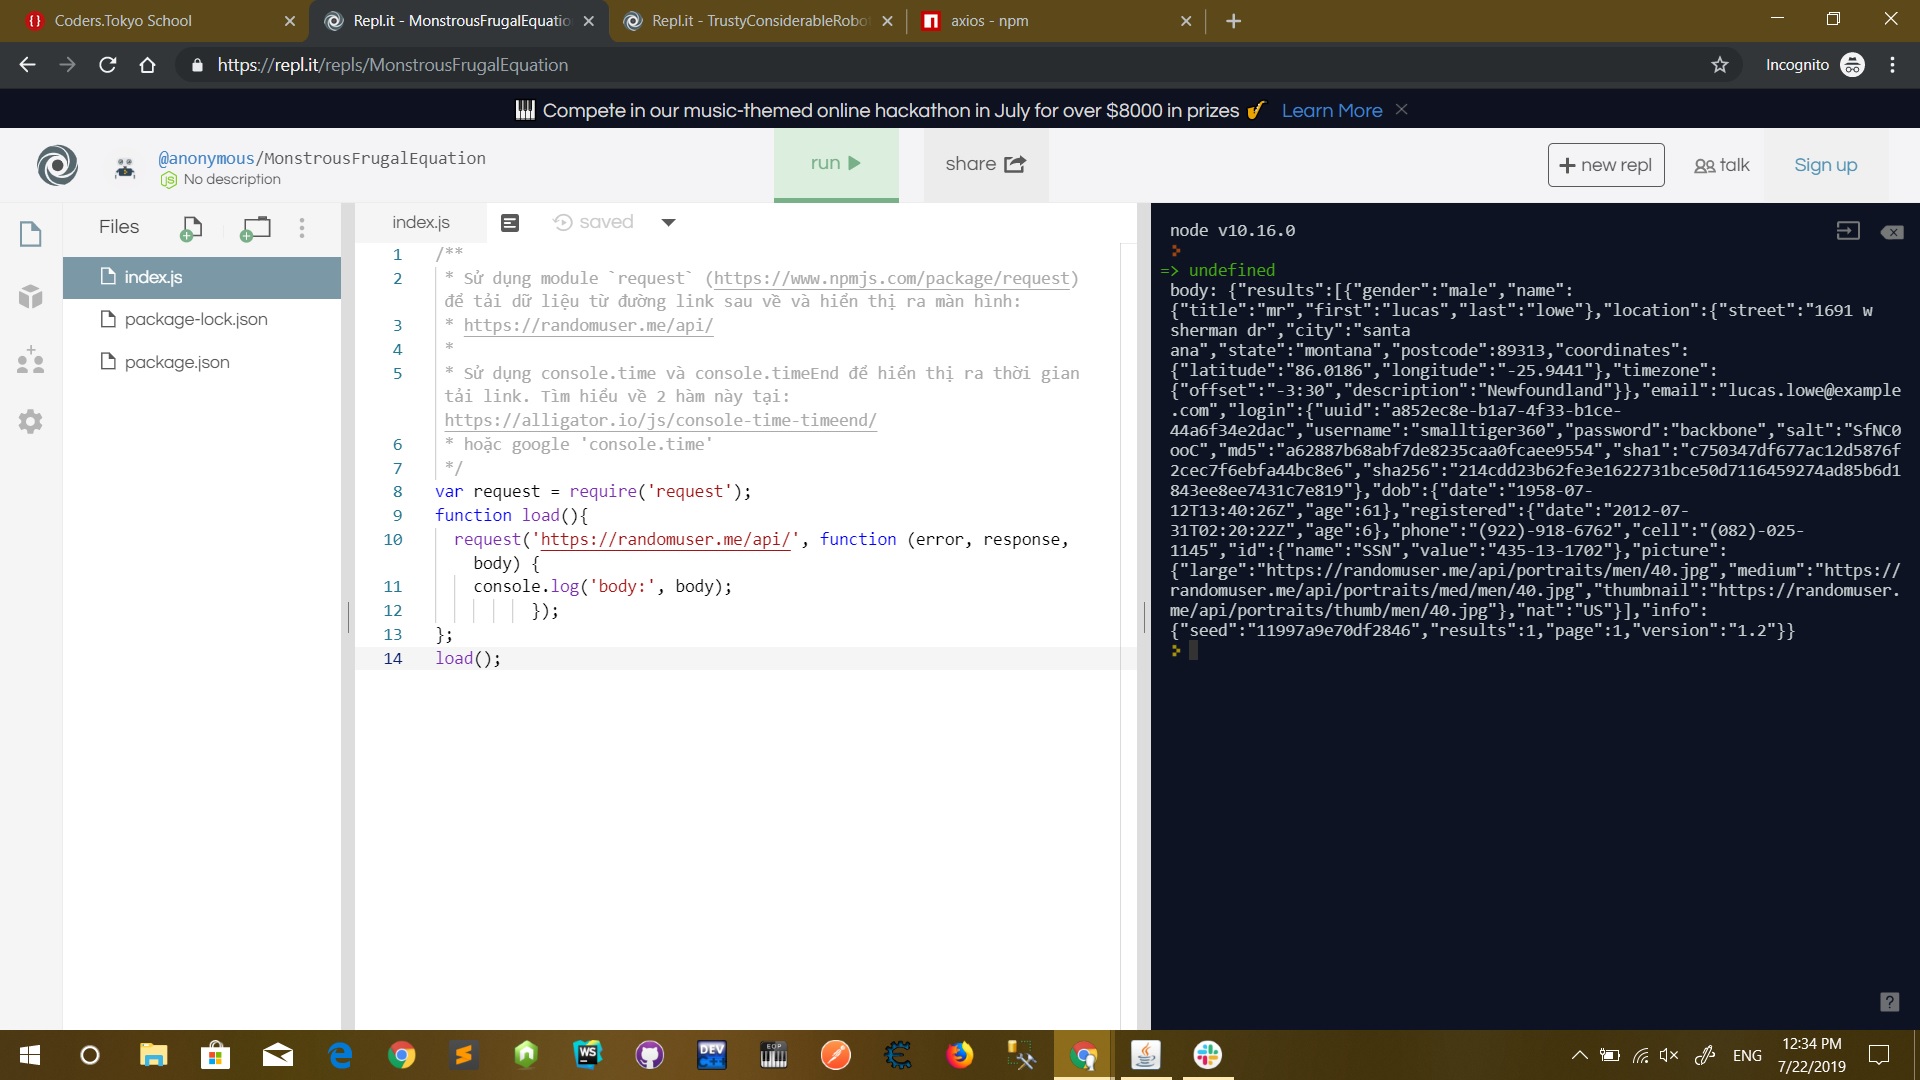 Coders.Tokyo School
Repl.it - MonstrousFrugalEquatio
Repl.it - TrustyConsiderableRobo
axios - npm
https://repl.it/repls/MonstrousFrugalEquation
Incognito
Compete in our music-themed online hackathon in July for over $8000 in prizes
Learn More
@anonymous/MonstrousFrugalEquation
No description
run
share
+ new repl
talk
Sign up
Files
index.js
package-lock.json
package.json
index.js
saved
1 /**
2 * Sử dụng module `request` (https://www.npmjs.com/package/request)
để tải dữ liệu từ đường link sau về và hiển thị ra màn hình:
3 * https://randomuser.me/api/
4 *
5 * Sử dụng console.time và console.timeEnd để hiển thị ra thời gian
tải link. Tìm hiểu về 2 hàm này tại:
https://alligator.io/js/console-time-timeend/
6 * hoặc google 'console.time'
7 */
8 var request = require('request');
9 function load(){
10 request('https://randomuser.me/api/', function (error, response,
body) {
11 console.log('body:', body);
12 });
13 };
14 load();
node v10.16.0
=> undefined
body: {"results":[{"gender":"male","name":
{"title":"mr","first":"lucas","last":"lowe"},"location":{"street":"1691 w
sherman dr","city":"santa
ana","state":"montana","postcode":89313,"coordinates":
{"latitude":"86.0186","longitude":"-25.9441"},"timezone":
{"offset":"-3:30","description":"Newfoundland"}},"email":"lucas.lowe@example
.com","login":{"uuid":"a852ec8e-b1a7-4f33-b1ce-
44a6f34e2dac","username":"smalltiger360","password":"backbone","salt":"SfNC0
ooC","md5":"a62887b68abf7de8235caa0fcaee9554","sha1":"c750347df677ac12d5876f
2cec7f6ebfa44bc8e6","sha256":"214cdd23b62fe3e1622731bce50d7116459274ad85b6d1
843ee8ee7431c7e819"},"dob":{"date":"1958-07-
12T13:40:26Z","age":61},"registered":{"date":"2012-07-
31T02:20:22Z","age":6},"phone":"(922)-918-6762","cell":"(082)-025-
1145","id":{"name":"SSN","value":"435-13-1702"},"picture":
{"large":"https://randomuser.me/api/portraits/men/40.jpg","medium":"https://
randomuser.me/api/portraits/med/men/40.jpg","thumbnail":"https://randomuser.
me/api/portraits/thumb/men/40.jpg"},"nat":"US"}],"info":
{"seed":"11997a9e70df2846","results":1,"page":1,"version":"1.2"}}
?
WS
DEV
EOP
ENG
12:34 PM
7/22/2019